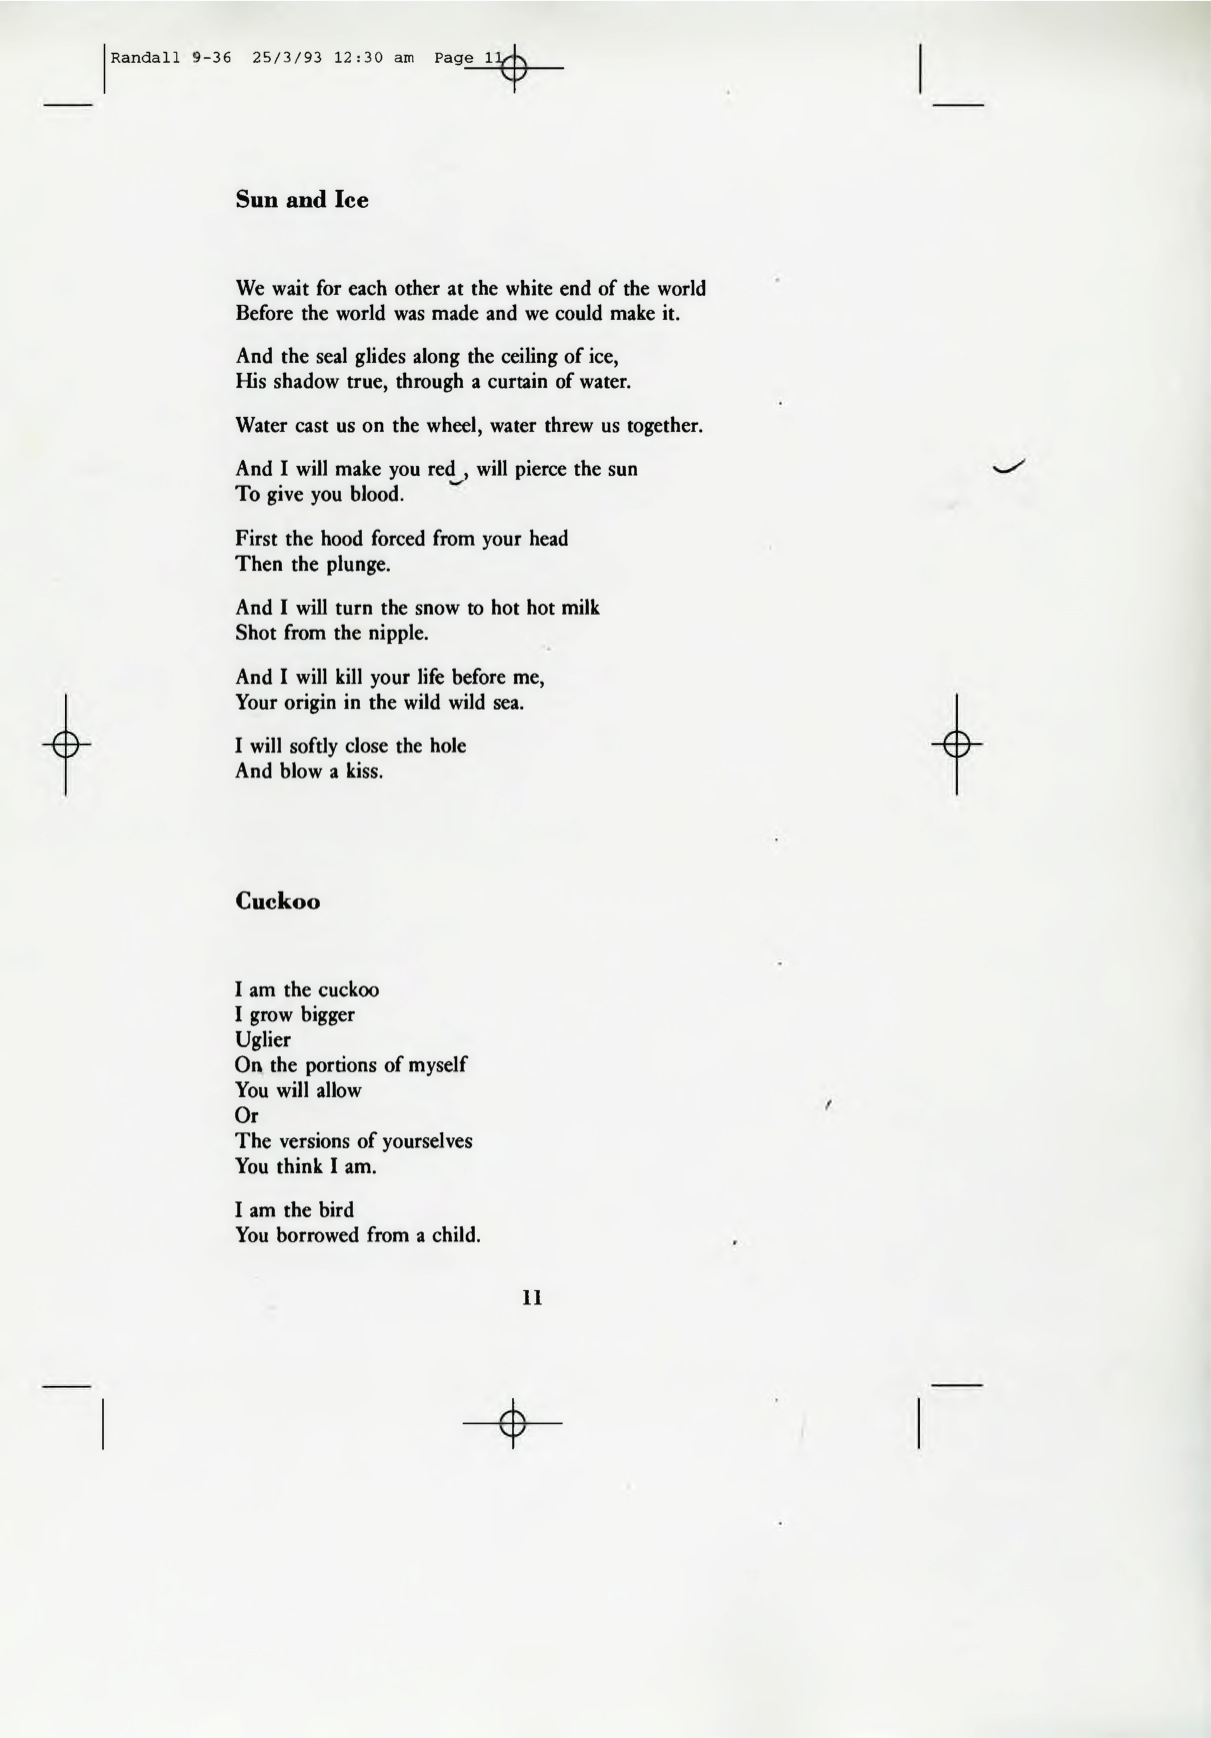 Randall 9-36 25/3/93 12:30 am Page 11
Sun and Ice
We wait for each other at the white end of the world
Before the world was made and we could make it.
And the seal glides along the ceiling of ice,
His shadow true, through a curtain of water.
Water cast us on the wheel, water threw us together.
And I will make you red , will pierce the sun
To give you blood.
First the hood forced from your head
Then the plunge.
And I will turn the snow to hot hot milk
Shot from the nipple.
And I will kill your life before me,
Your origin in the wild wild sea.
I will softly close the hole
And blow a kiss.
Cuckoo
I am the cuckoo
I grow bigger
Uglier
On the portions of myself
You will allow
Or
The versions of yourselves
You think I am.
I am the bird
You borrowed from a child.
11